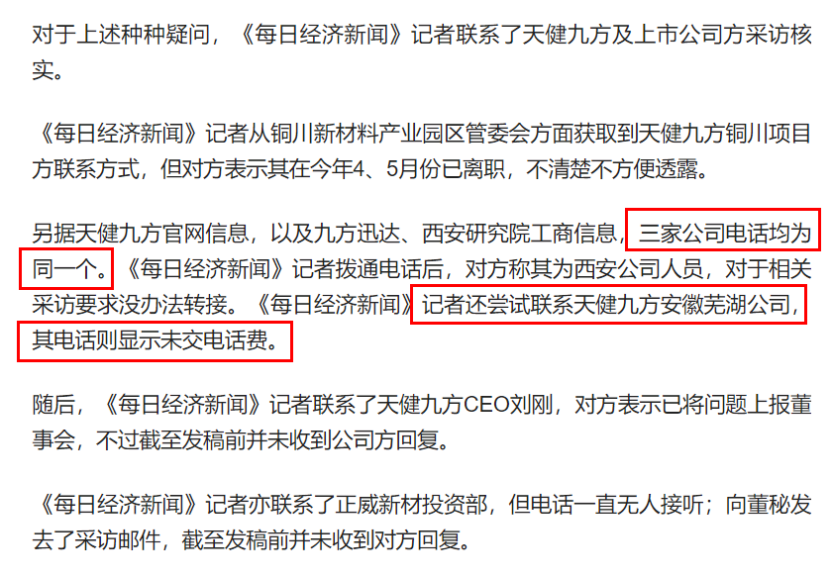 对于上述种种疑问，《每日经济新闻》记者联系了天健九方及上市公司方采访核
实。
《每日经济新闻》记者从铜川新材料产业园区管委会方面获取到天健九方铜川项目
方联系方式，但对方表示其在今年4、5月份已离职，不清楚不方便透露。
另据天健九方官网信息，以及九方迅达、西安研究院工商信息，三家公司电话均为
同一个。《每日经济新闻》记者拨通电话后，对方称其为西安公司人员，对于相关
采访要求没办法转接。《每日经济新闻》记者还尝试联系天健九方安徽芜湖公司，
其电话则显示未交电话费。
随后，《每日经济新闻》记者联系了天健九方CEO刘刚，对方表示已将问题上报董
事会，不过截至发稿前并未收到公司方回复。
《每日经济新闻》记者亦联系了正威新材投资部，但电话一直无人接听；向董秘发
去了采访邮件，截至发稿前并未收到对方回复。